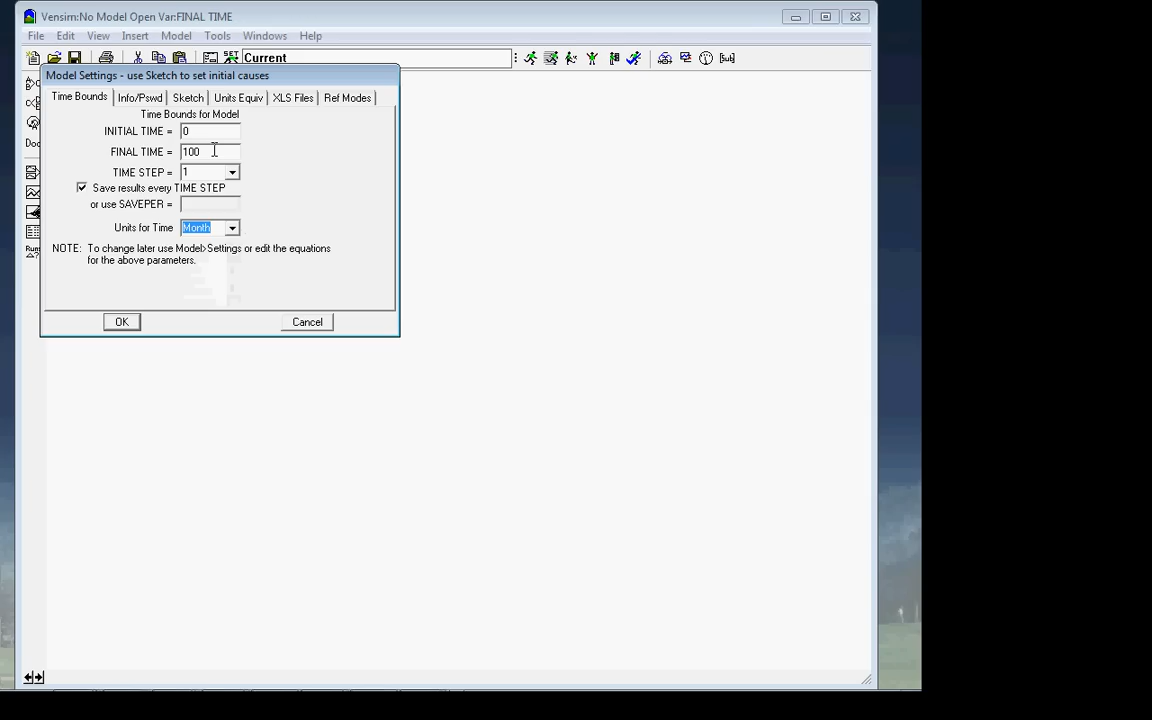 Vensim:No Model Open Var:FINAL TIME
File Edit View Insert Model Tools Windows Help
SET Current Sub
Model Settings - use Sketch to set initial causes
Time Bounds Info/Pswd Sketch Units Equiv XLS Files Ref Modes
Time Bounds for Model
INITIAL TIME = 0
FINAL TIME = 100
TIME STEP = 1
Save results every TIME STEP
or use SAVEPER =
Units for Time Month
NOTE: To change later use Model>Settings or edit the equations
for the above parameters.
OK Cancel
Doc
Runs